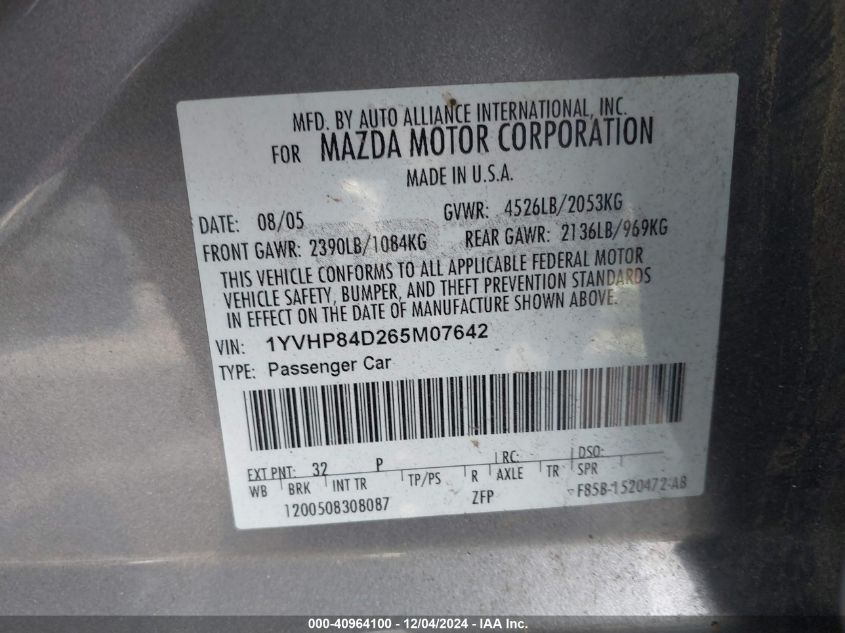 MFD. BY AUTO ALLIANCE INTERNATIONAL, INC.
FOR MAZDA MOTOR CORPORATION
MADE IN U.S.A.
DATE: 08/05 GVWR: 4526LB/2053KG
FRONT GAWR: 2390LB/1084KG REAR GAWR: 2136LB/969KG
THIS VEHICLE CONFORMS TO ALL APPLICABLE FEDERAL MOTOR
VEHICLE SAFETY, BUMPER, AND THEFT PREVENTION STANDARDS
IN EFFECT ON THE DATE OF MANUFACTURE SHOWN ABOVE.
VIN: 1YVHP84D265M07642
TYPE: Passenger Car
EXT PNT: 32 P RC: DSO:
WB BRK INT TR TP/PS R AXLE TR SPR
1200508308087 ZFP F85B-1520472-AB
000-40964100 - 12/04/2024 - IAA Inc.